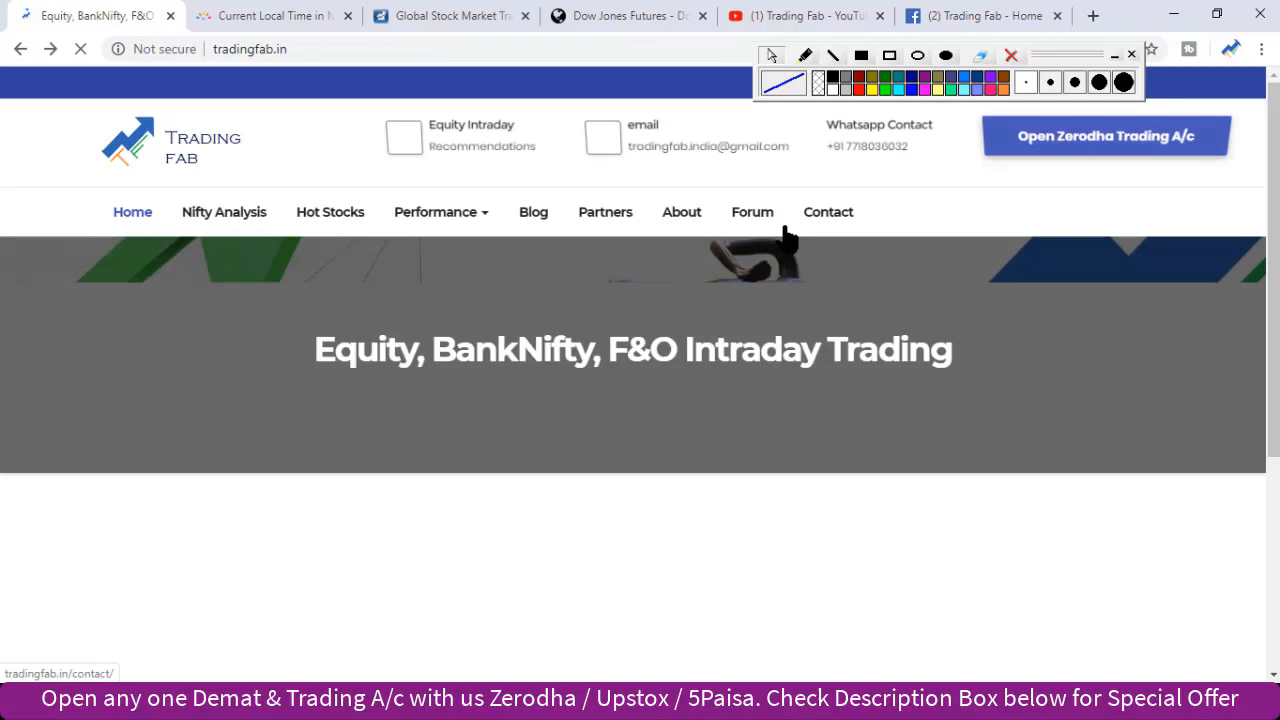 Equity, BankNifty, F&O
Current Local Time in N
Global Stock Market Tra
Dow Jones Futures - Do
(1) Trading Fab - YouTu
(2) Trading Fab - Home
Not secure
tradingfab.in
TRADING
FAB
Equity Intraday
Recommendations
email
tradingfab.india@gmail.com
Whatsapp Contact
+91 7718036032
Open Zerodha Trading A/c
Home
Nifty Analysis
Hot Stocks
Performance
Blog
Partners
About
Forum
Contact
Equity, BankNifty, F&O Intraday Trading
tradingfab.in/contact/
Open any one Demat & Trading A/c with us Zerodha / Upstox / 5Paisa. Check Description Box below for Special Offer